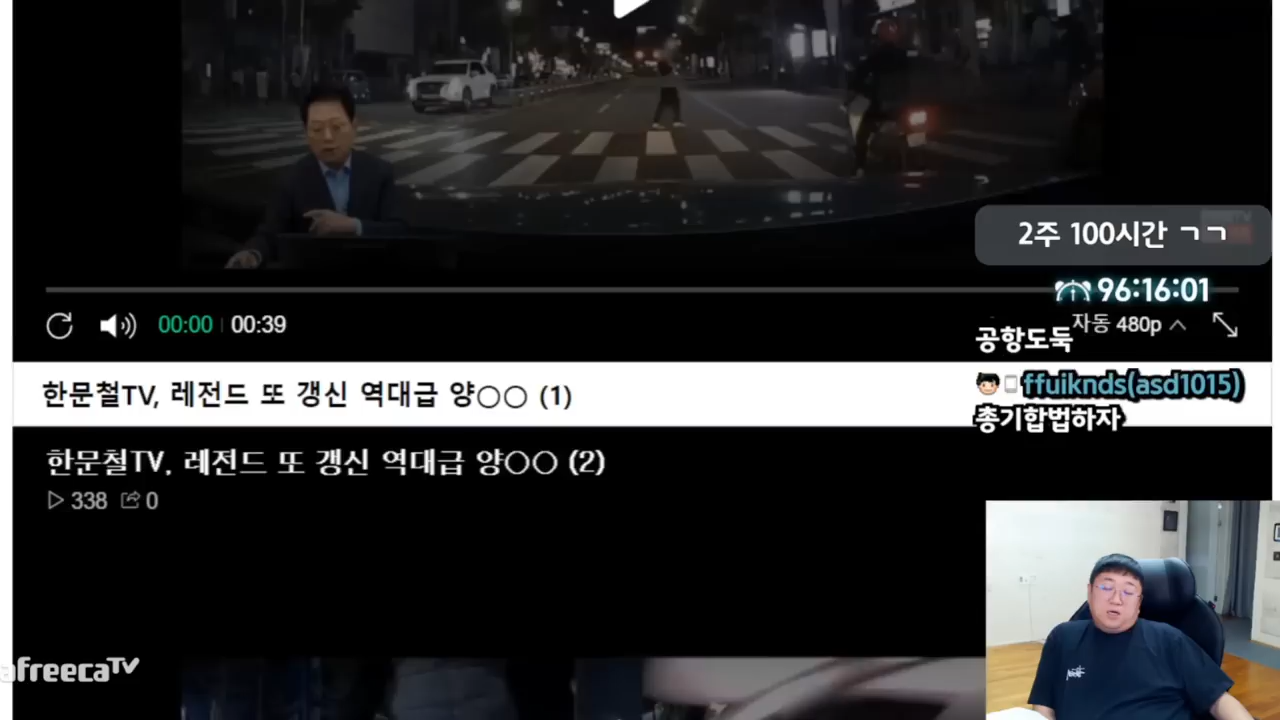 2주 100시간 ㄱㄱ
96:16:01
00:00 00:39
자동 480p
공항도둑
한문철TV, 레전드 또 갱신 역대급 양○○ (1)
ffuiknds(asd1015)
총기합법하자
한문철TV, 레전드 또 갱신 역대급 양○○ (2)
338 0
afreecaTV